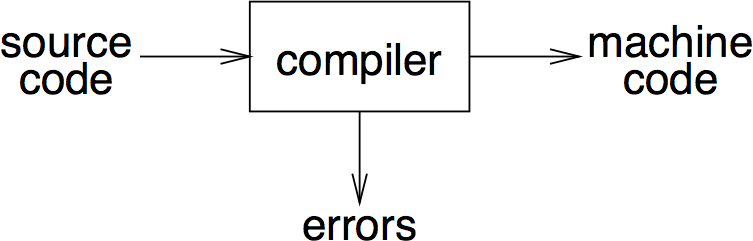 source
code
compiler
machine
code
errors